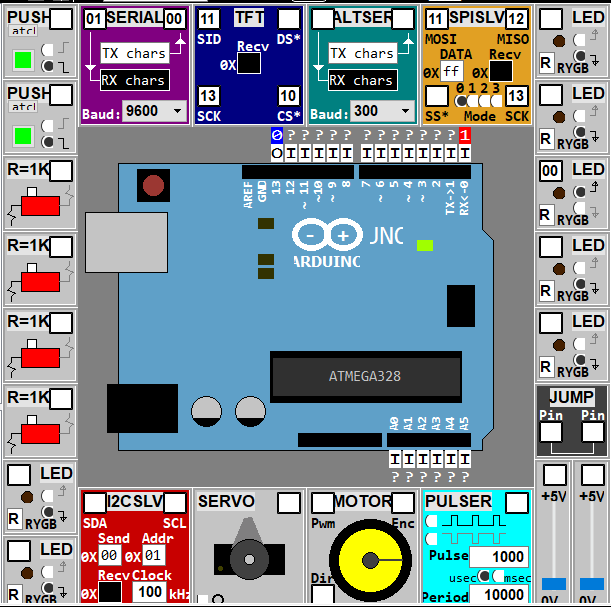 PUSH
atcl
PUSH
atcl
R=1K
R=1K
R=1K
R=1K
LED
R RYGB
LED
R RYGB
01 SERIAL 00
TX chars
RX chars
Baud: 9600
11 TFT
SID DS*
Recv
0X
13 10
SCK CS*
ALTSER
TX chars
RX chars
Baud: 300
11 SPISLV 12
MOSI MISO
DATA Recv
0X ff 0X
0 1 2 3
13
SS* Mode SCK
LED
R RYGB
LED
R RYGB
00 LED
R RYGB
LED
R RYGB
LED
R RYGB
JUMP
Pin Pin
+5V +5V
0 ? ? ? ? ? ? ? ? ? ? ? ? 1
O I I I I I I I I I I I I I
AREF
GND
13
12
~11
~10
~9
8
7
~6
~5
4
~3
2
TX->1
RX<-0
UNO
ARDUINO
ATMEGA328
A0
A1
A2
A3
A4
A5
I I I I I I
? ? ? ? ? ?
I2CSLV
SDA SCL
Send Addr
0X 00 0X 01
Recv Clock
0X 100 kHz
SERVO
MOTOR
Pwm Enc
Dir
PULSER
Pulse 1000
usec msec
Period 10000